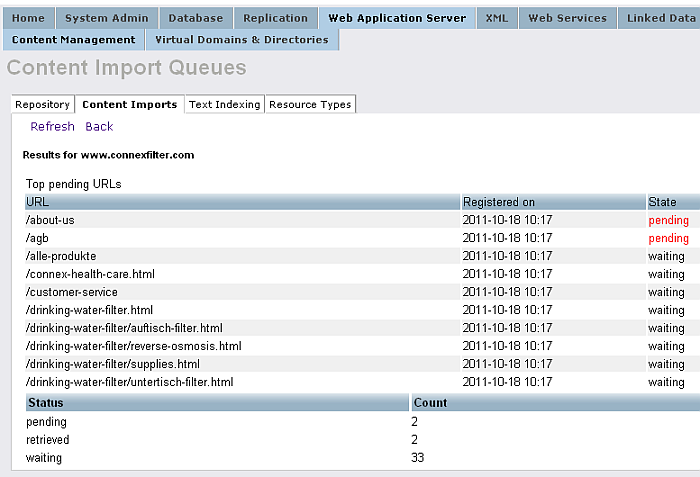 Home System Admin Database Replication Web Application Server XML Web Services Linked Data
Content Management Virtual Domains & Directories
Content Import Queues
Repository Content Imports Text Indexing Resource Types
Refresh Back
Results for www.connexfilter.com
Top pending URLs
URL Registered on State
/about-us 2011-10-18 10:17 pending
/agb 2011-10-18 10:17 pending
/alle-produkte 2011-10-18 10:17 waiting
/connex-health-care.html 2011-10-18 10:17 waiting
/customer-service 2011-10-18 10:17 waiting
/drinking-water-filter.html 2011-10-18 10:17 waiting
/drinking-water-filter/auftisch-filter.html 2011-10-18 10:17 waiting
/drinking-water-filter/reverse-osmosis.html 2011-10-18 10:17 waiting
/drinking-water-filter/supplies.html 2011-10-18 10:17 waiting
/drinking-water-filter/untertisch-filter.html 2011-10-18 10:17 waiting
Status Count
pending 2
retrieved 2
waiting 33